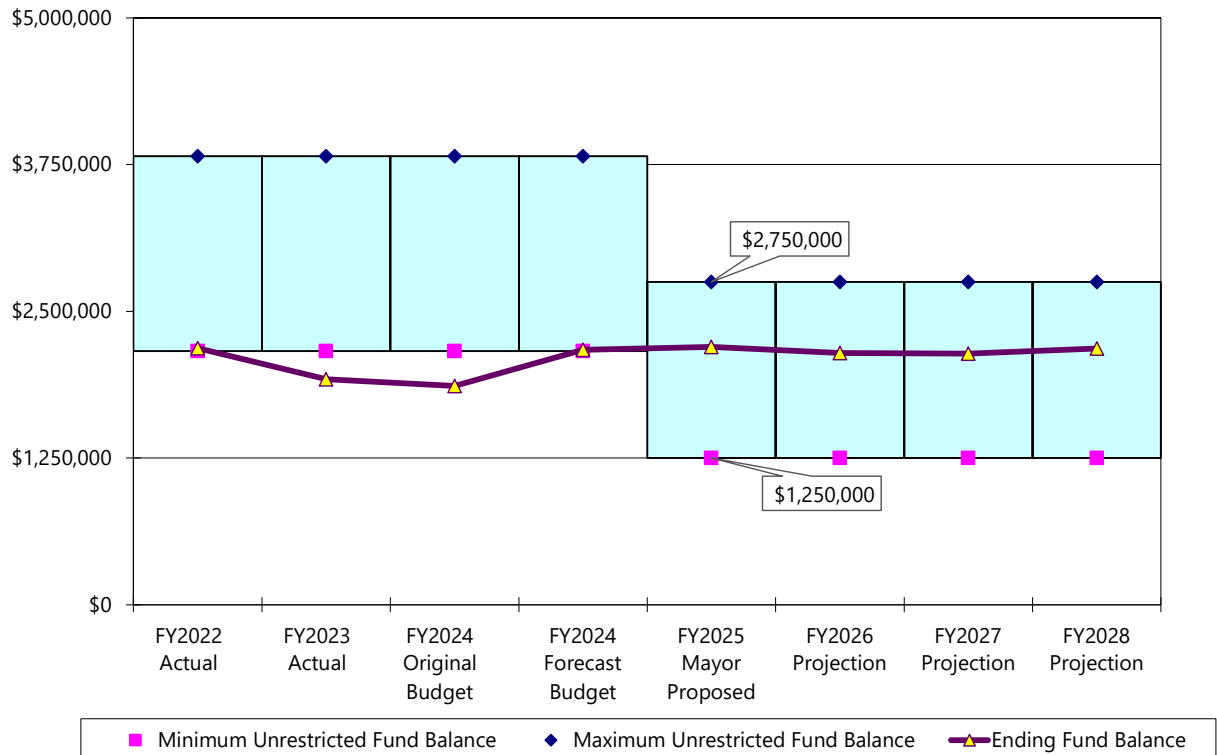 $5,000,000
$3,750,000
$2,750,000
$2,500,000
$1,250,000
$1,250,000
$0
FY2022
Actual
FY2023
Actual
FY2024
Original
Budget
FY2024
Forecast
Budget
FY2025
Mayor
Proposed
FY2026
Projection
FY2027
Projection
FY2028
Projection
Minimum Unrestricted Fund Balance
Maximum Unrestricted Fund Balance
Ending Fund Balance